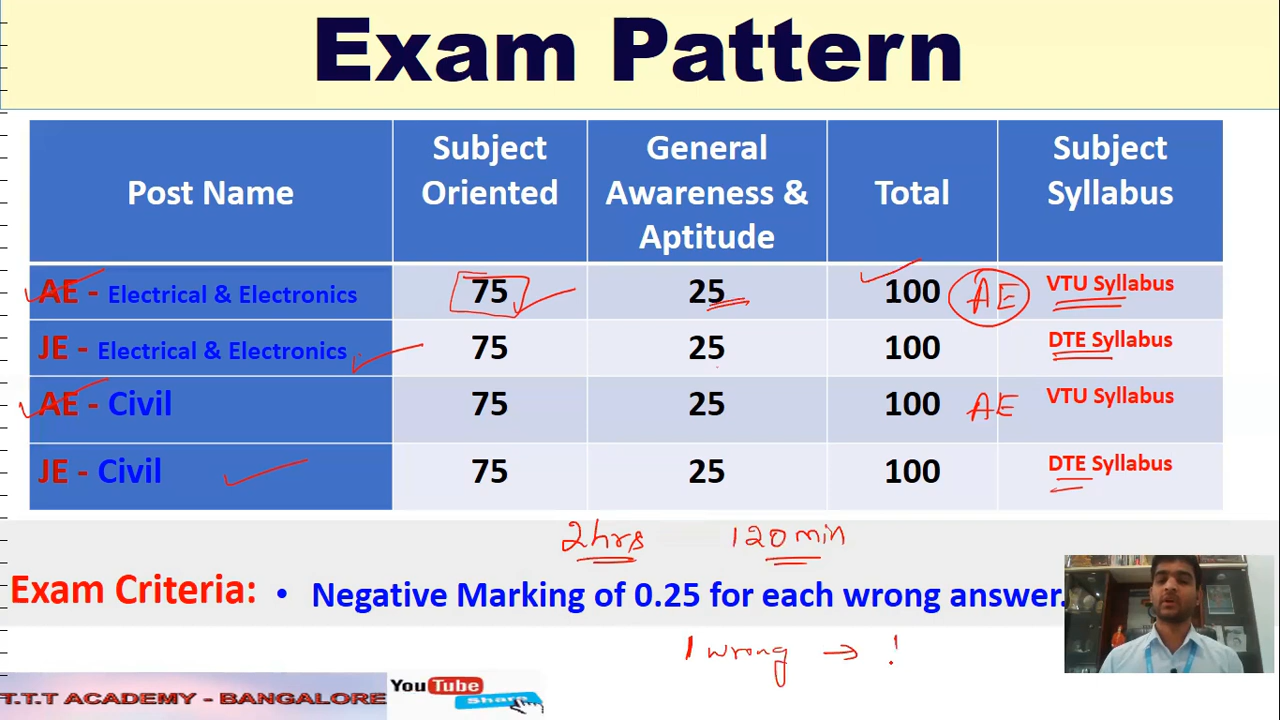 Exam Pattern
Post Name Subject Oriented General Awareness & Aptitude Total Subject Syllabus
AE - Electrical & Electronics 75 25 100 AE VTU Syllabus
JE - Electrical & Electronics 75 25 100 DTE Syllabus
AE - Civil 75 25 100 AE VTU Syllabus
JE - Civil 75 25 100 DTE Syllabus
2hrs 120 min
Exam Criteria: • Negative Marking of 0.25 for each wrong answer.
1 wrong →
T.T.T ACADEMY - BANGALORE
YouTube
Share